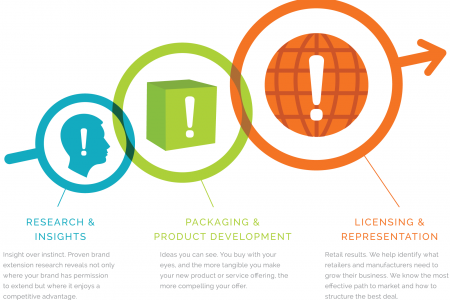 RESEARCH &
INSIGHTS
Insight over instinct. Proven brand
extension research reveals not only
where your brand has permission
to extend but where it enjoys a
competitive advantage.
PACKAGING &
PRODUCT DEVELOPMENT
Ideas you can see. You buy with your
eyes, and the more tangible you make
your new product or service offering, the
more compelling your offer.
LICENSING &
REPRESENTATION
Retail results. We help identify what
retailers and manufacturers need to
grow their business. We know the most
effective path to market and how to
structure the best deal.